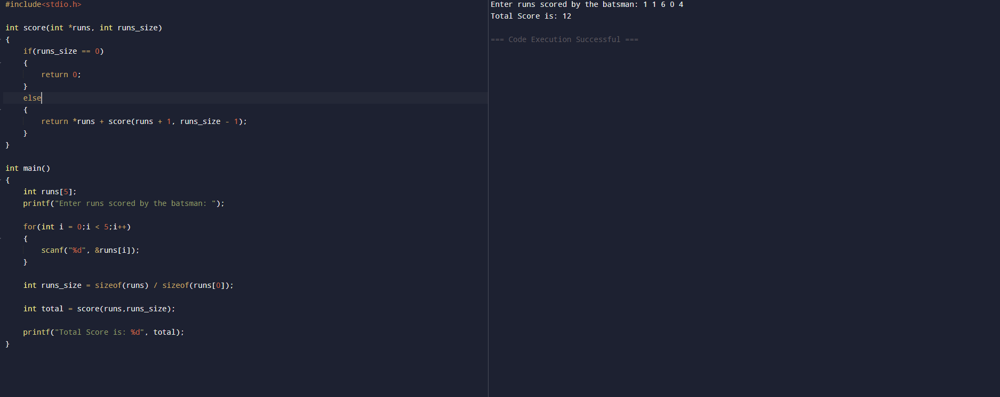 #include<stdio.h>
int score(int *runs, int runs_size)
{
    if(runs_size == 0)
    {
        return 0;
    }
    else
    {
        return *runs + score(runs + 1, runs_size - 1);
    }
}
int main()
{
    int runs[5];
    printf("Enter runs scored by the batsman: ");
    for(int i = 0;i < 5;i++)
    {
        scanf("%d", &runs[i]);
    }
    int runs_size = sizeof(runs) / sizeof(runs[0]);
    int total = score(runs,runs_size);
    printf("Total Score is: %d", total);
}
Enter runs scored by the batsman: 1 1 6 0 4
Total Score is: 12
=== Code Execution Successful ===